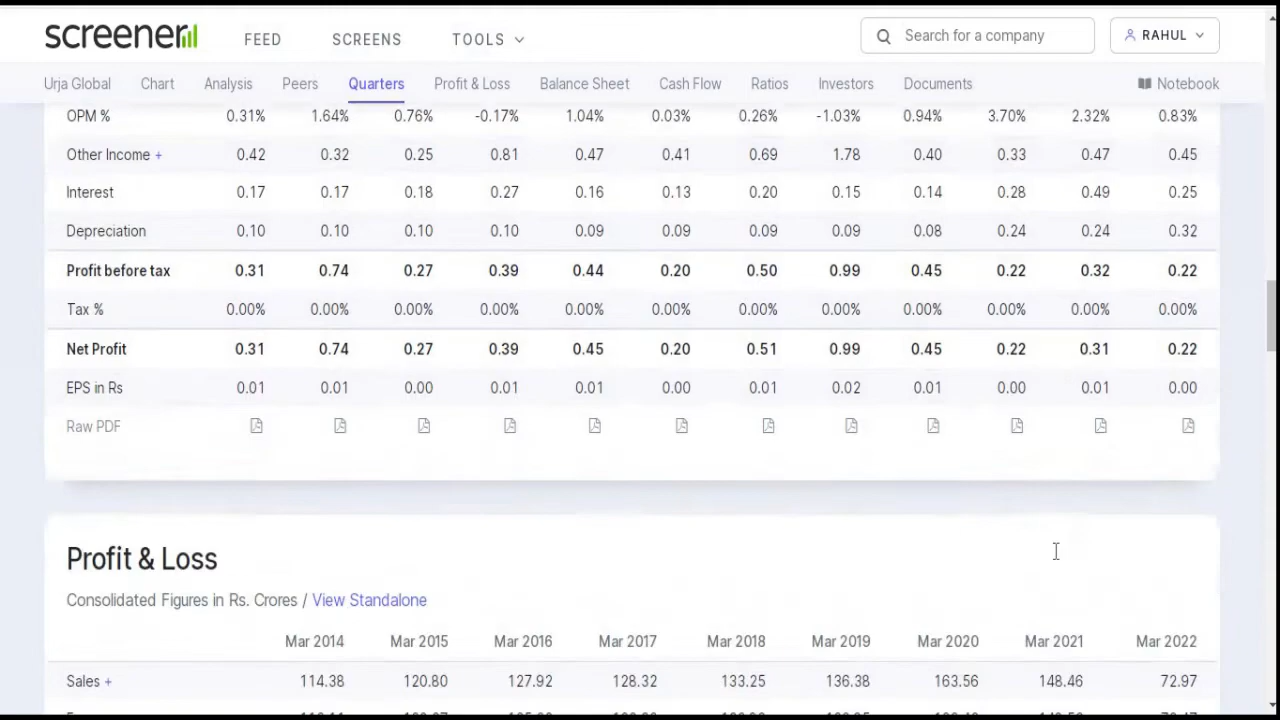 screener
FEED SCREENS TOOLS
Search for a company
RAHUL
Urja Global Chart Analysis Peers Quarters Profit & Loss Balance Sheet Cash Flow Ratios Investors Documents Notebook
OPM % 0.31% 1.64% 0.76% -0.17% 1.04% 0.03% 0.26% -1.03% 0.94% 3.70% 2.32% 0.83%
Other Income + 0.42 0.32 0.25 0.81 0.47 0.41 0.69 1.78 0.40 0.33 0.47 0.45
Interest 0.17 0.17 0.18 0.27 0.16 0.13 0.20 0.15 0.14 0.28 0.49 0.25
Depreciation 0.10 0.10 0.10 0.10 0.09 0.09 0.09 0.09 0.08 0.24 0.24 0.32
Profit before tax 0.31 0.74 0.27 0.39 0.44 0.20 0.50 0.99 0.45 0.22 0.32 0.22
Tax % 0.00% 0.00% 0.00% 0.00% 0.00% 0.00% 0.00% 0.00% 0.00% 0.00% 0.00% 0.00%
Net Profit 0.31 0.74 0.27 0.39 0.45 0.20 0.51 0.99 0.45 0.22 0.31 0.22
EPS in Rs 0.01 0.01 0.00 0.01 0.01 0.00 0.01 0.02 0.01 0.00 0.01 0.00
Raw PDF
Profit & Loss
Consolidated Figures in Rs. Crores / View Standalone
Mar 2014 Mar 2015 Mar 2016 Mar 2017 Mar 2018 Mar 2019 Mar 2020 Mar 2021 Mar 2022
Sales + 114.38 120.80 127.92 128.32 133.25 136.38 163.56 148.46 72.97